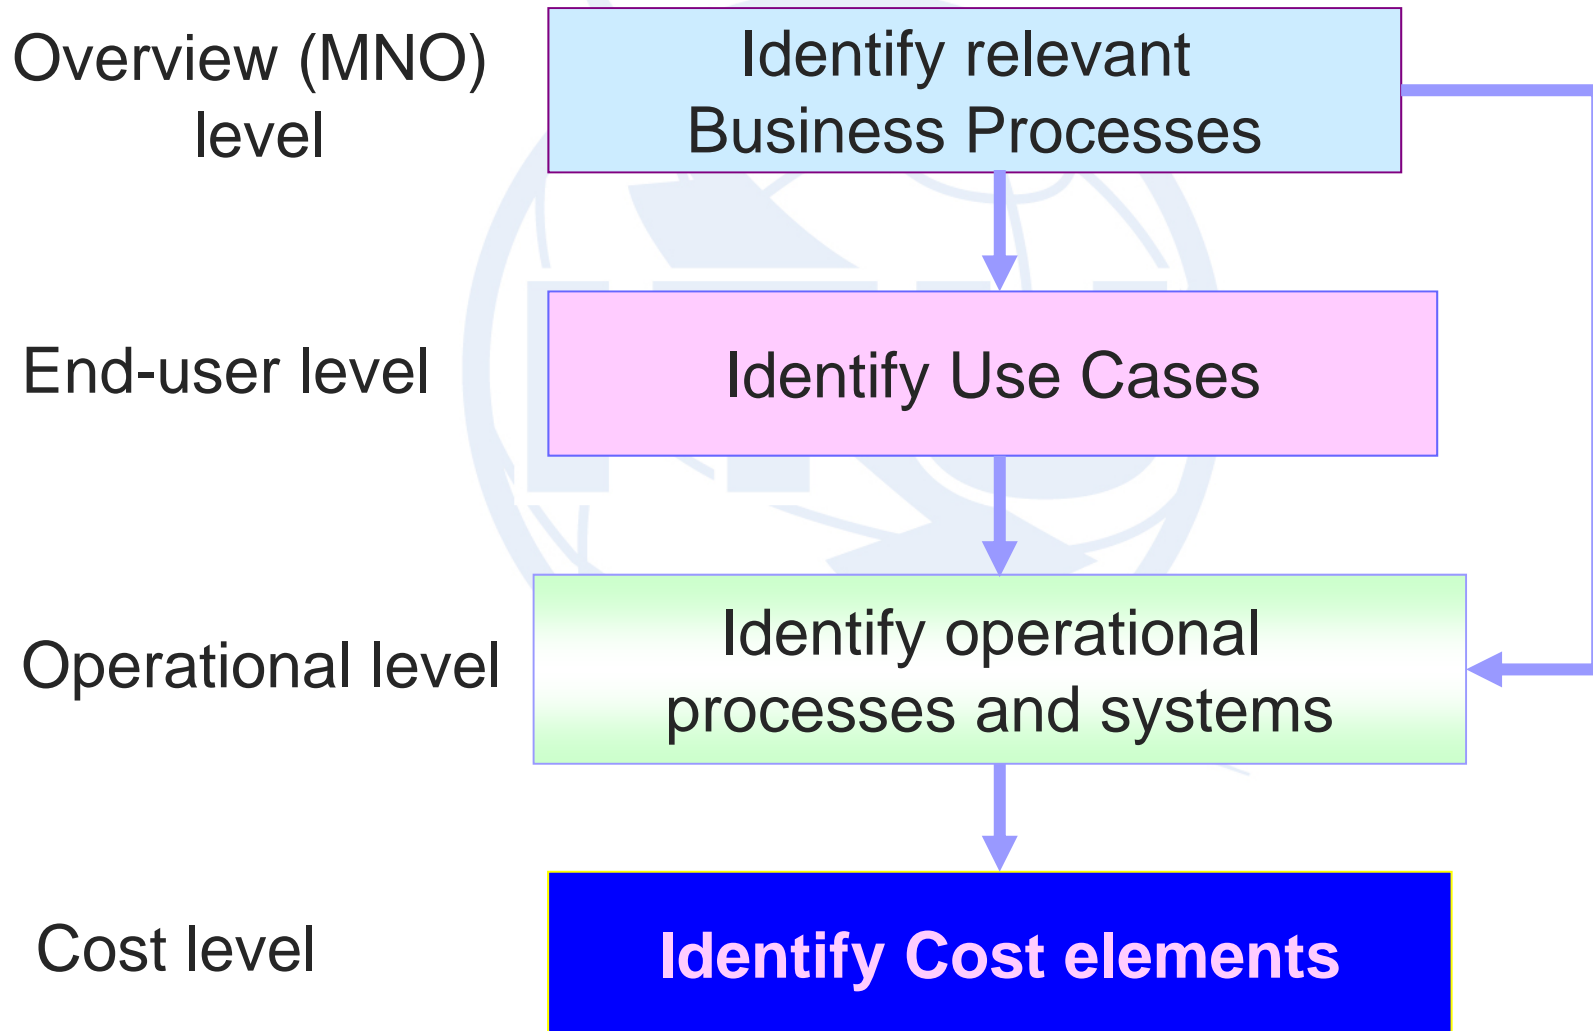 Overview (MNO)
level
Identify relevant
Business Processes
End-user level
Identify Use Cases
Operational level
Identify operational
processes and systems
Cost level
Identify Cost elements
ITU